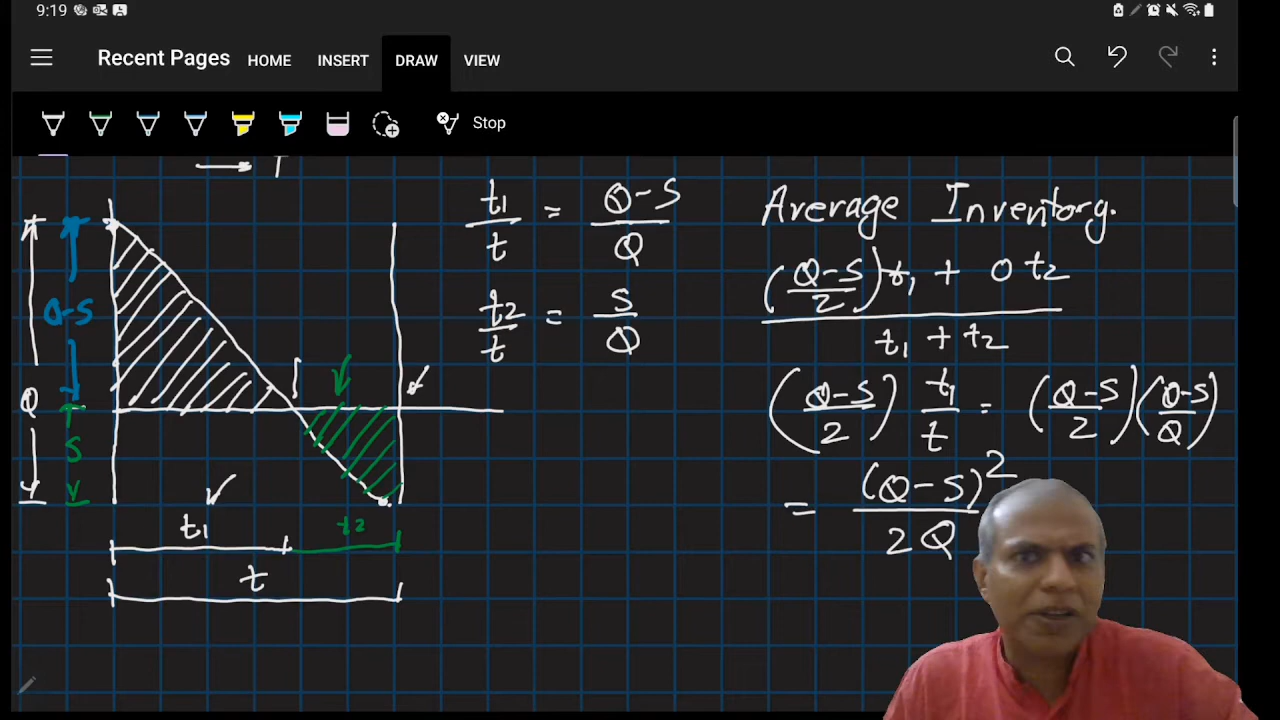 9:19
Recent Pages HOME INSERT DRAW VIEW
Stop
T
Q-S
Q
S
t1
t2
t
t1/t = Q-S/Q
t2/t = S/Q
Average Inventory.
(Q-S/2) t1 + 0 t2
t1 + t2
(Q-S/2) t1/t = (Q-S/2)(Q-S/Q)
= (Q-S)²/2Q